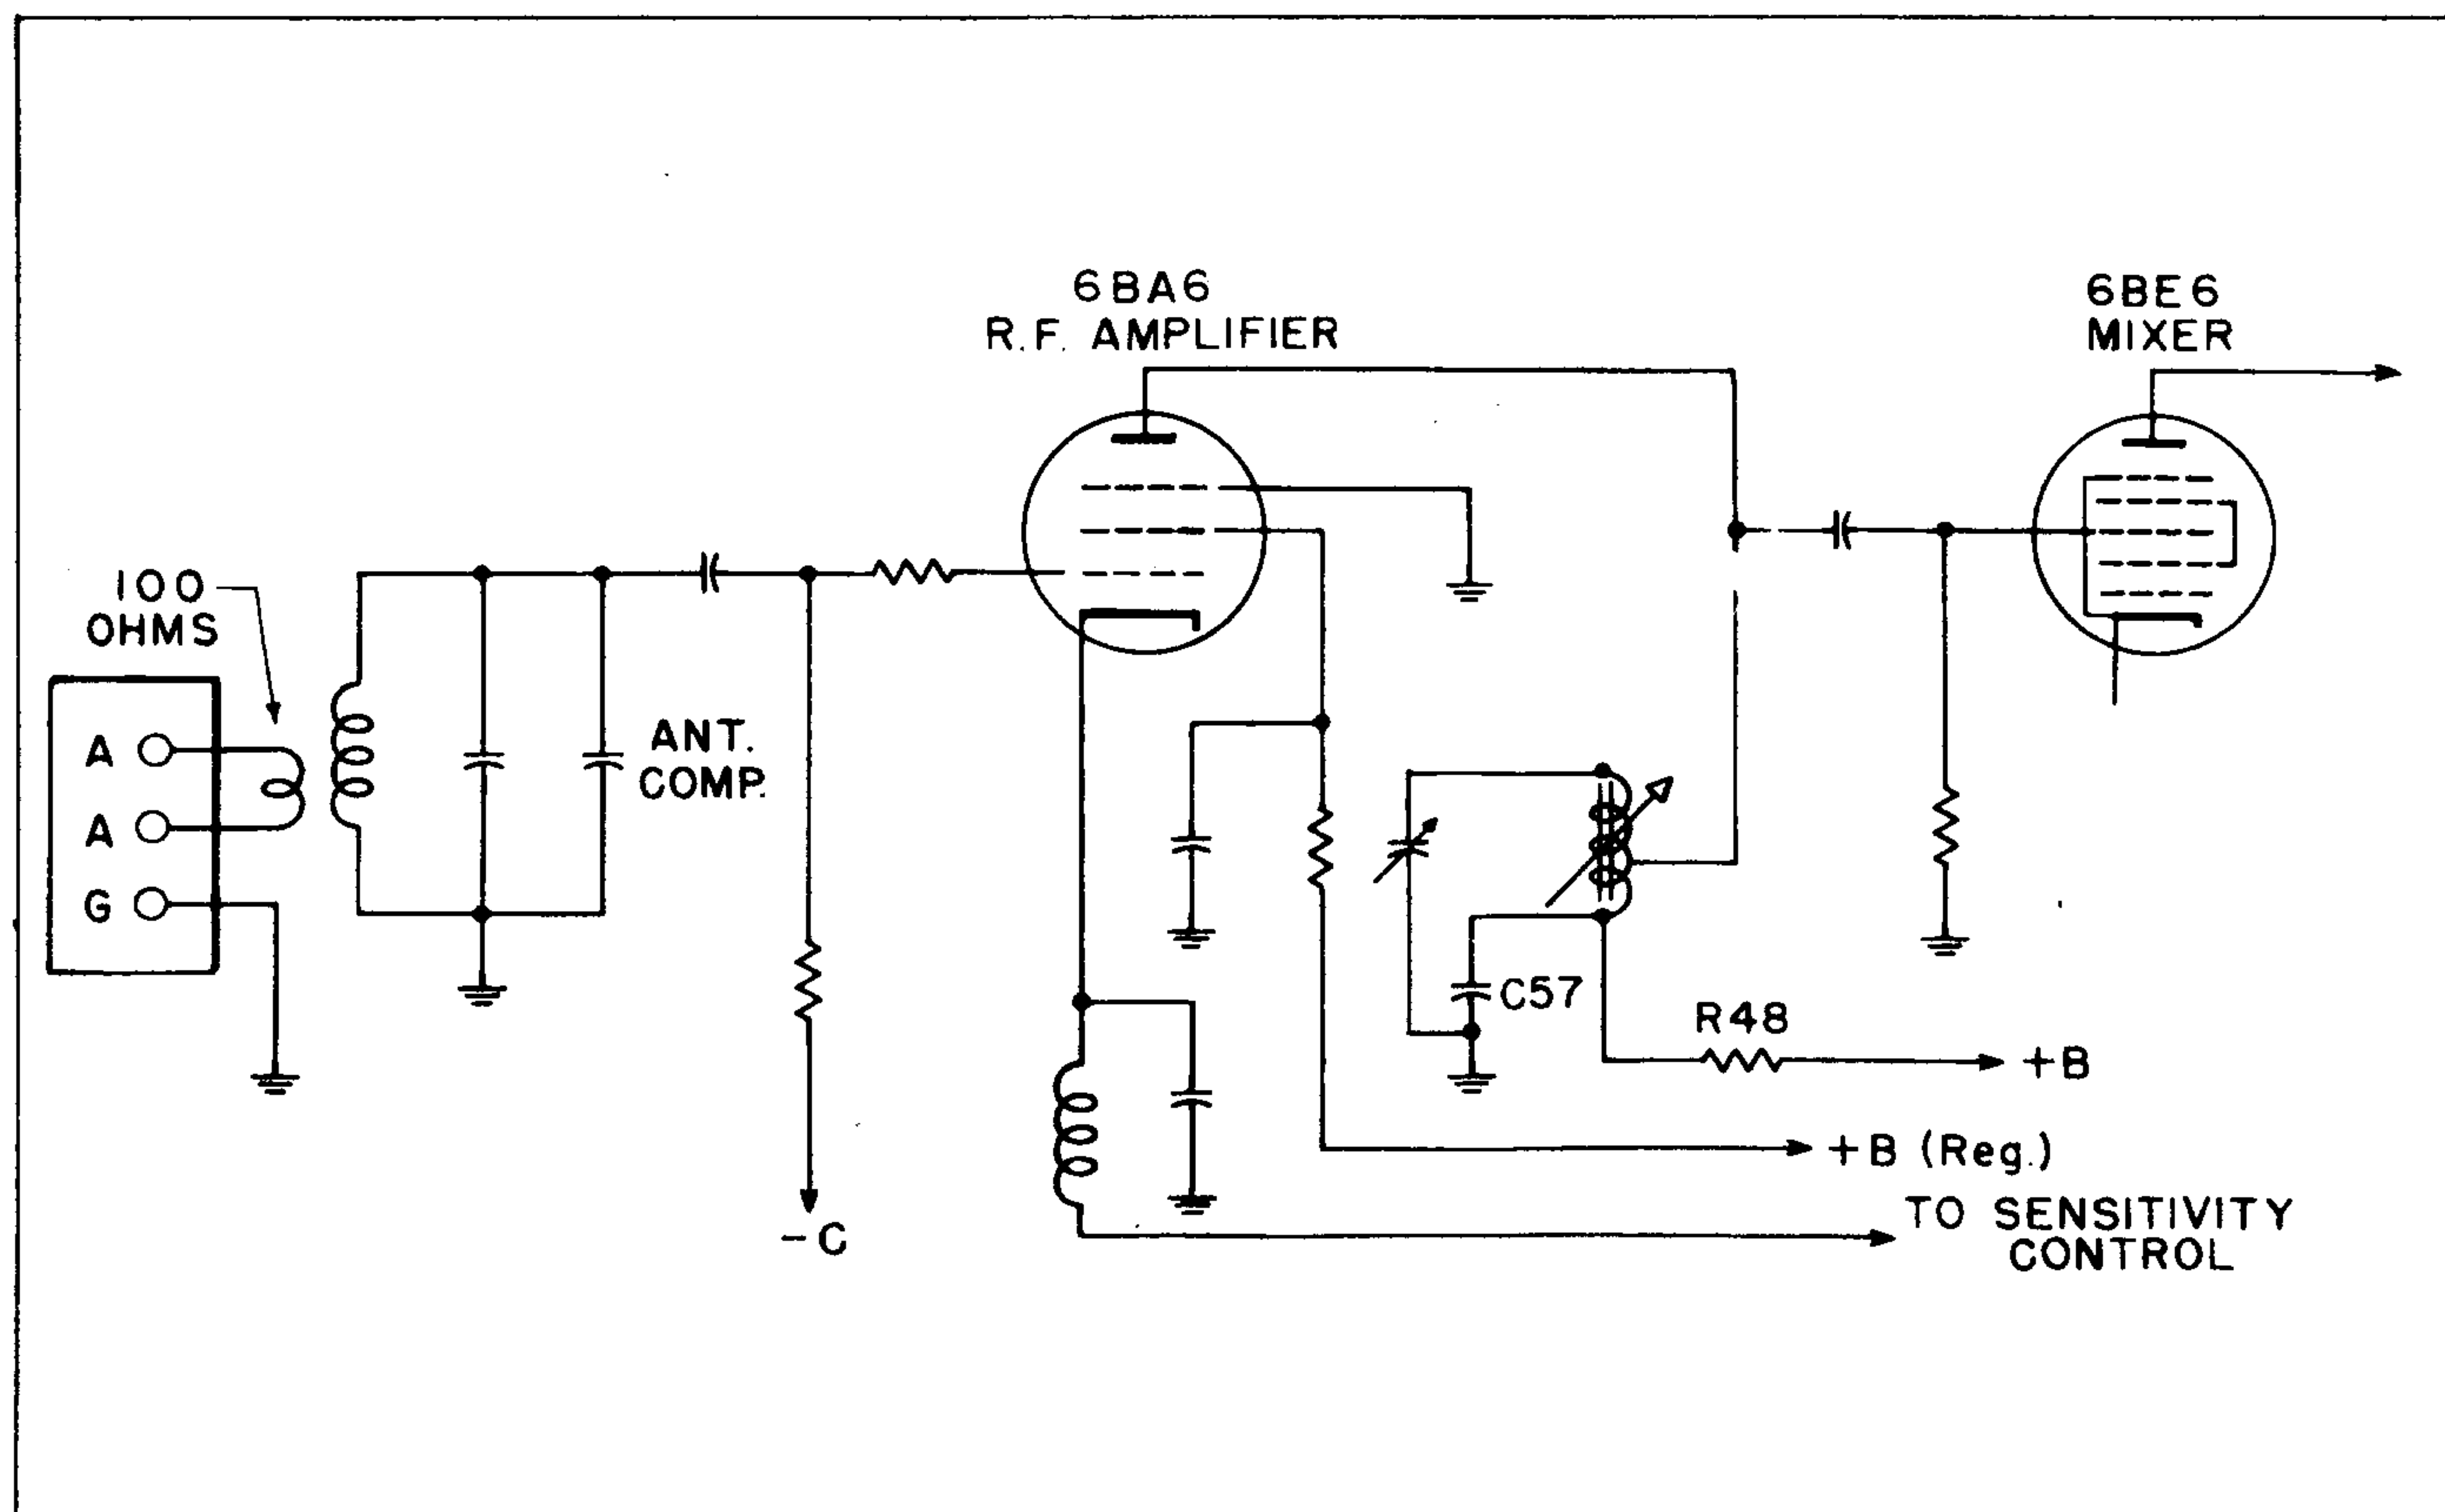 6BA6
R.F. AMPLIFIER
6BE6
MIXER
100
OHMS
A
A
G
ANT.
COMP.
C57
R48
+B
+B (Reg.)
-C
TO SENSITIVITY
CONTROL